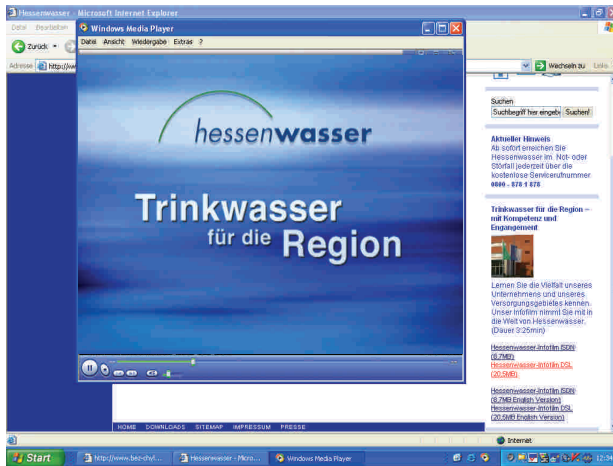 Hessenwasser - Microsoft Internet Explorer
Datei Bearbeiten
Zurück
Adresse http://w
Wechseln zu Links
Windows Media Player
Datei Ansicht Wiedergabe Extras ?
hessenwasser
Trinkwasser
für die Region
Suchen
Suchbegriff hier eingeb Suchen!
Aktueller Hinweis
Ab sofort erreichen Sie
Hessenwasser im Not- oder
Störfall jederzeit über die
kostenlose Servicerufnummer
0800 - 878 1 878
Trinkwasser für die Region –
mit Kompetenz und
Engangement
Lernen Sie die Vielfalt unseres
Unternehmens und unseres
Versorgungsgebietes kennen.
Unser Infofilm nimmt Sie mit in
die Welt von Hessenwasser.
(Dauer 3:25min)
Hessenwasser-Infofilm ISDN
(8,7MB)
Hessenwasser-Infofilm DSL
(20,5MB)
Hessenwasser-Infofilm ISDN
(8,7MB English Version)
Hessenwasser-Infofilm DSL
(20,5MB English Version)
HOME DOWNLOADS SITEMAP IMPRESSUM PRESSE
Internet
Start http://www.bez-chyl... Hessenwasser - Micro... Windows Media Player